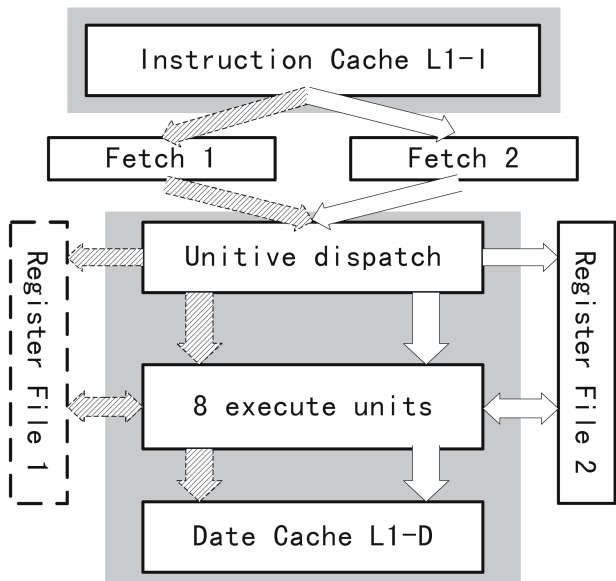 Instruction Cache L1-I
Fetch 1
Fetch 2
Unitive dispatch
Register File 1
Register File 2
8 execute units
Date Cache L1-D